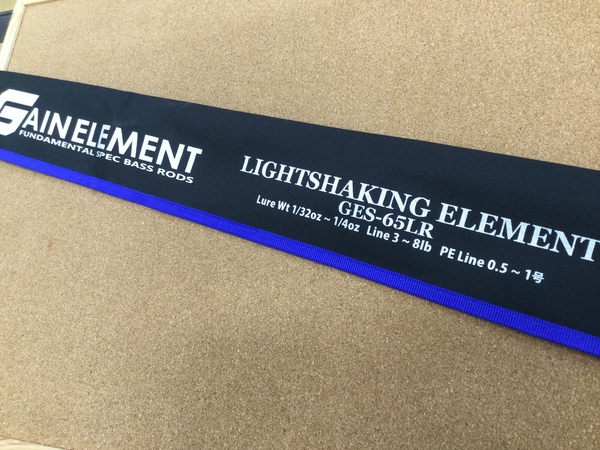 GAIN ELEMENT
FUNDAMENTAL SPEC BASS RODS
LIGHTSHAKING ELEMENT
GES-65LR
Lure Wt 1/32oz ~ 1/4oz Line 3 ~ 8lb PE Line 0.5 ~ 1号